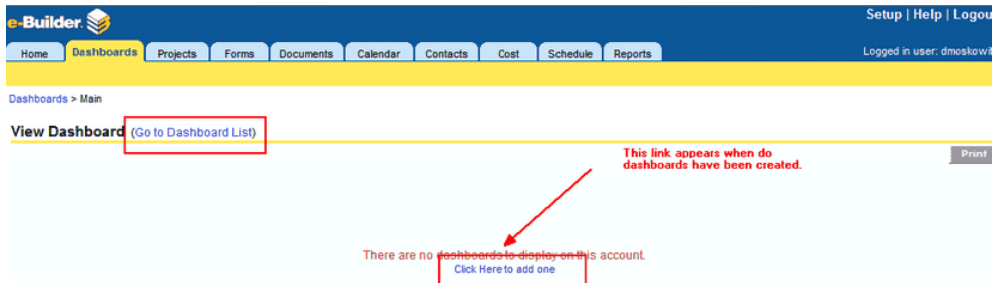 Setup | Help | Logou
e-Builder.
Home Dashboards Projects Forms Documents Calendar Contacts Cost Schedule Reports
Logged in user: dmoskowit
Dashboards > Main
View Dashboard (Go to Dashboard List)
This link appears when do
dashboards have been created.
Print
There are no dashboards to display on this account.
Click Here to add one